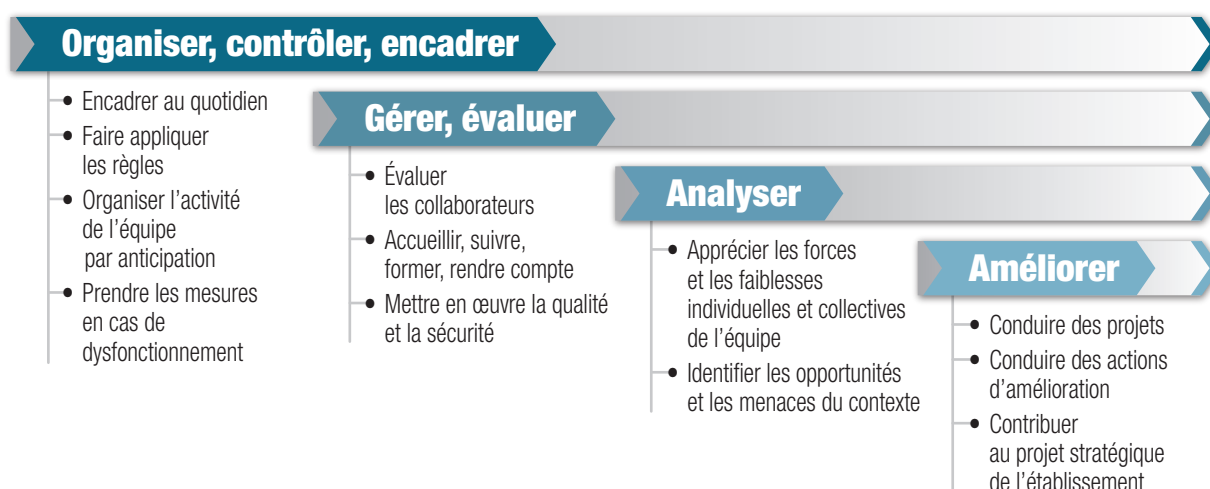 Organiser, contrôler, encadrer
• Encadrer au quotidien
• Faire appliquer
les règles
• Organiser l’activité
de l’équipe
par anticipation
• Prendre les mesures
en cas de
dysfonctionnement
Gérer, évaluer
• Évaluer
les collaborateurs
• Accueillir, suivre,
former, rendre compte
• Mettre en œuvre la qualité
et la sécurité
Analyser
• Apprécier les forces
et les faiblesses
individuelles et collectives
de l’équipe
• Identifier les opportunités
et les menaces du contexte
Améliorer
• Conduire des projets
• Conduire des actions
d’amélioration
• Contribuer
au projet stratégique
de l’établissement